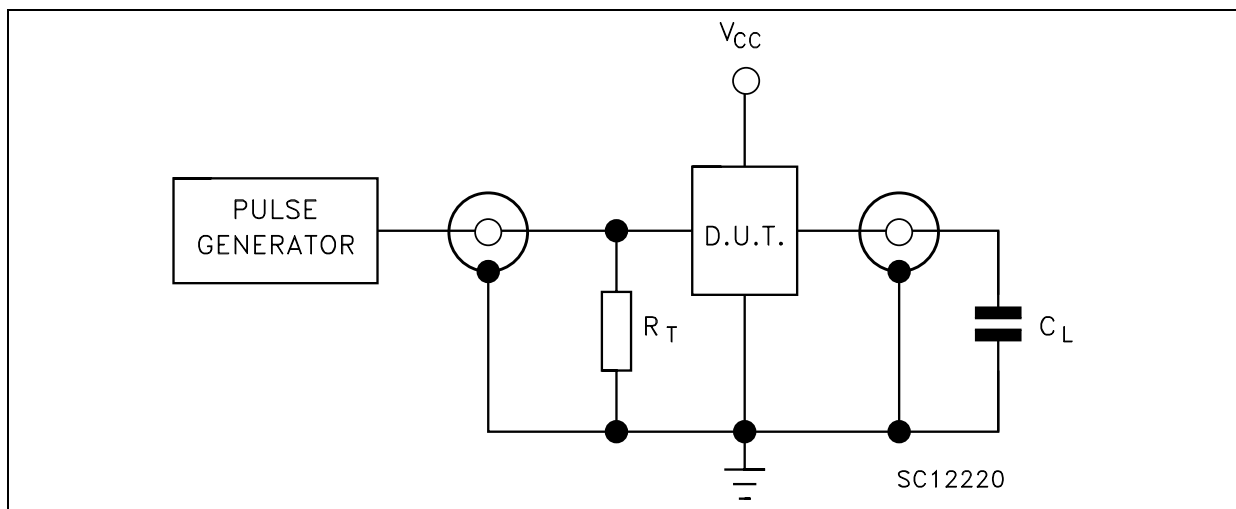 VCC
PULSE
GENERATOR
D.U.T.
RT
CL
SC12220